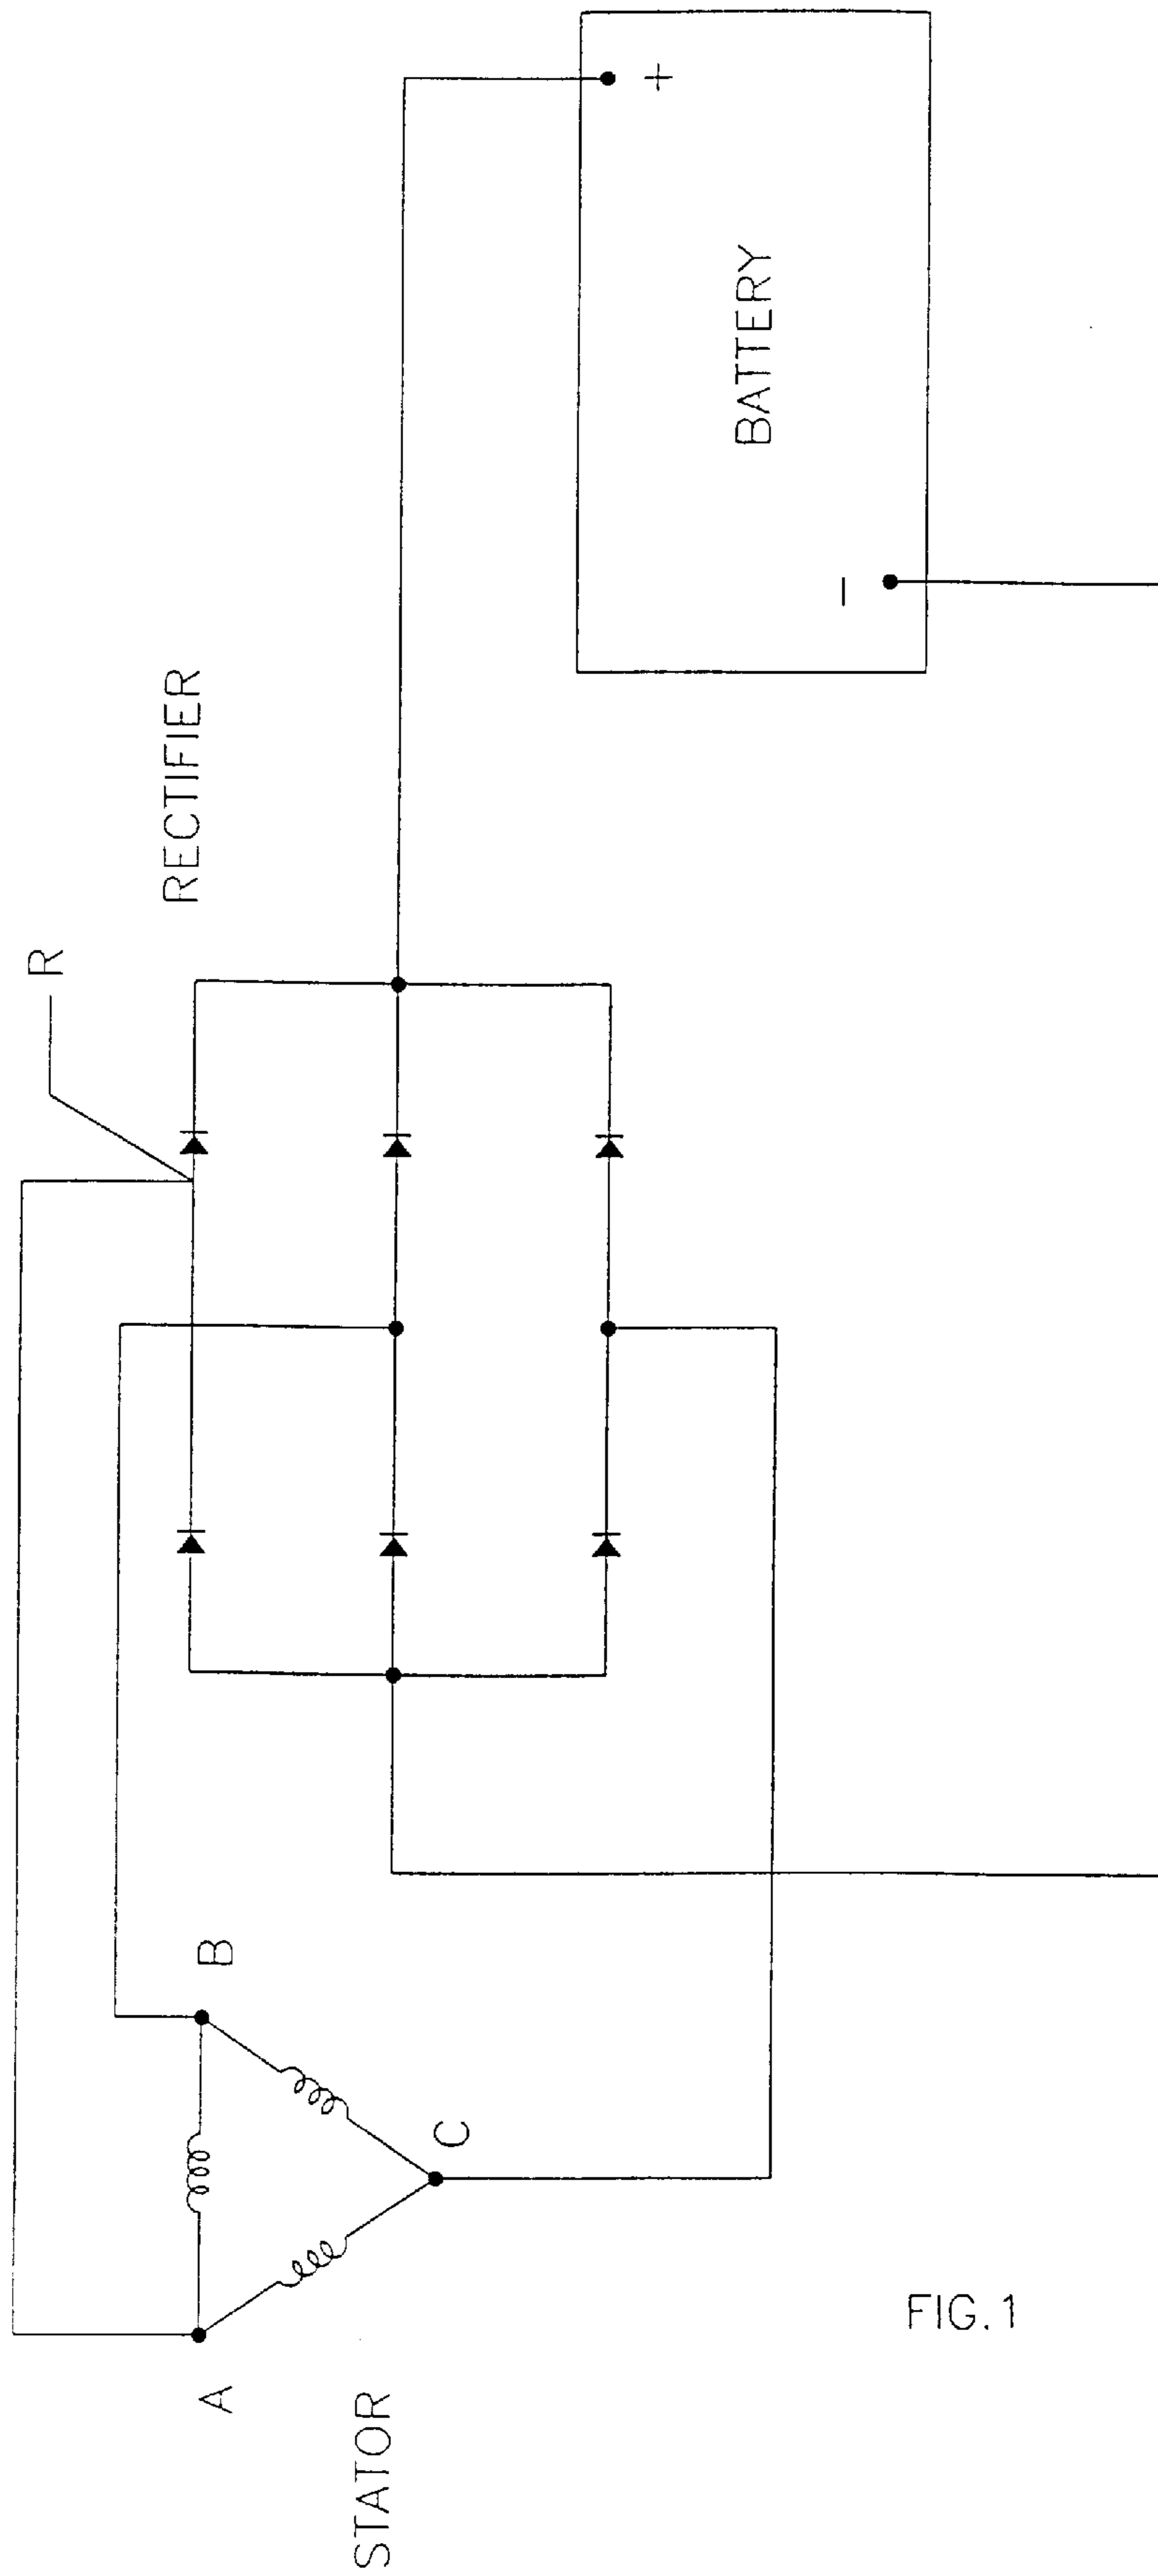 R
RECTIFIER
+
BATTERY
–
A
B
C
STATOR
FIG. 1